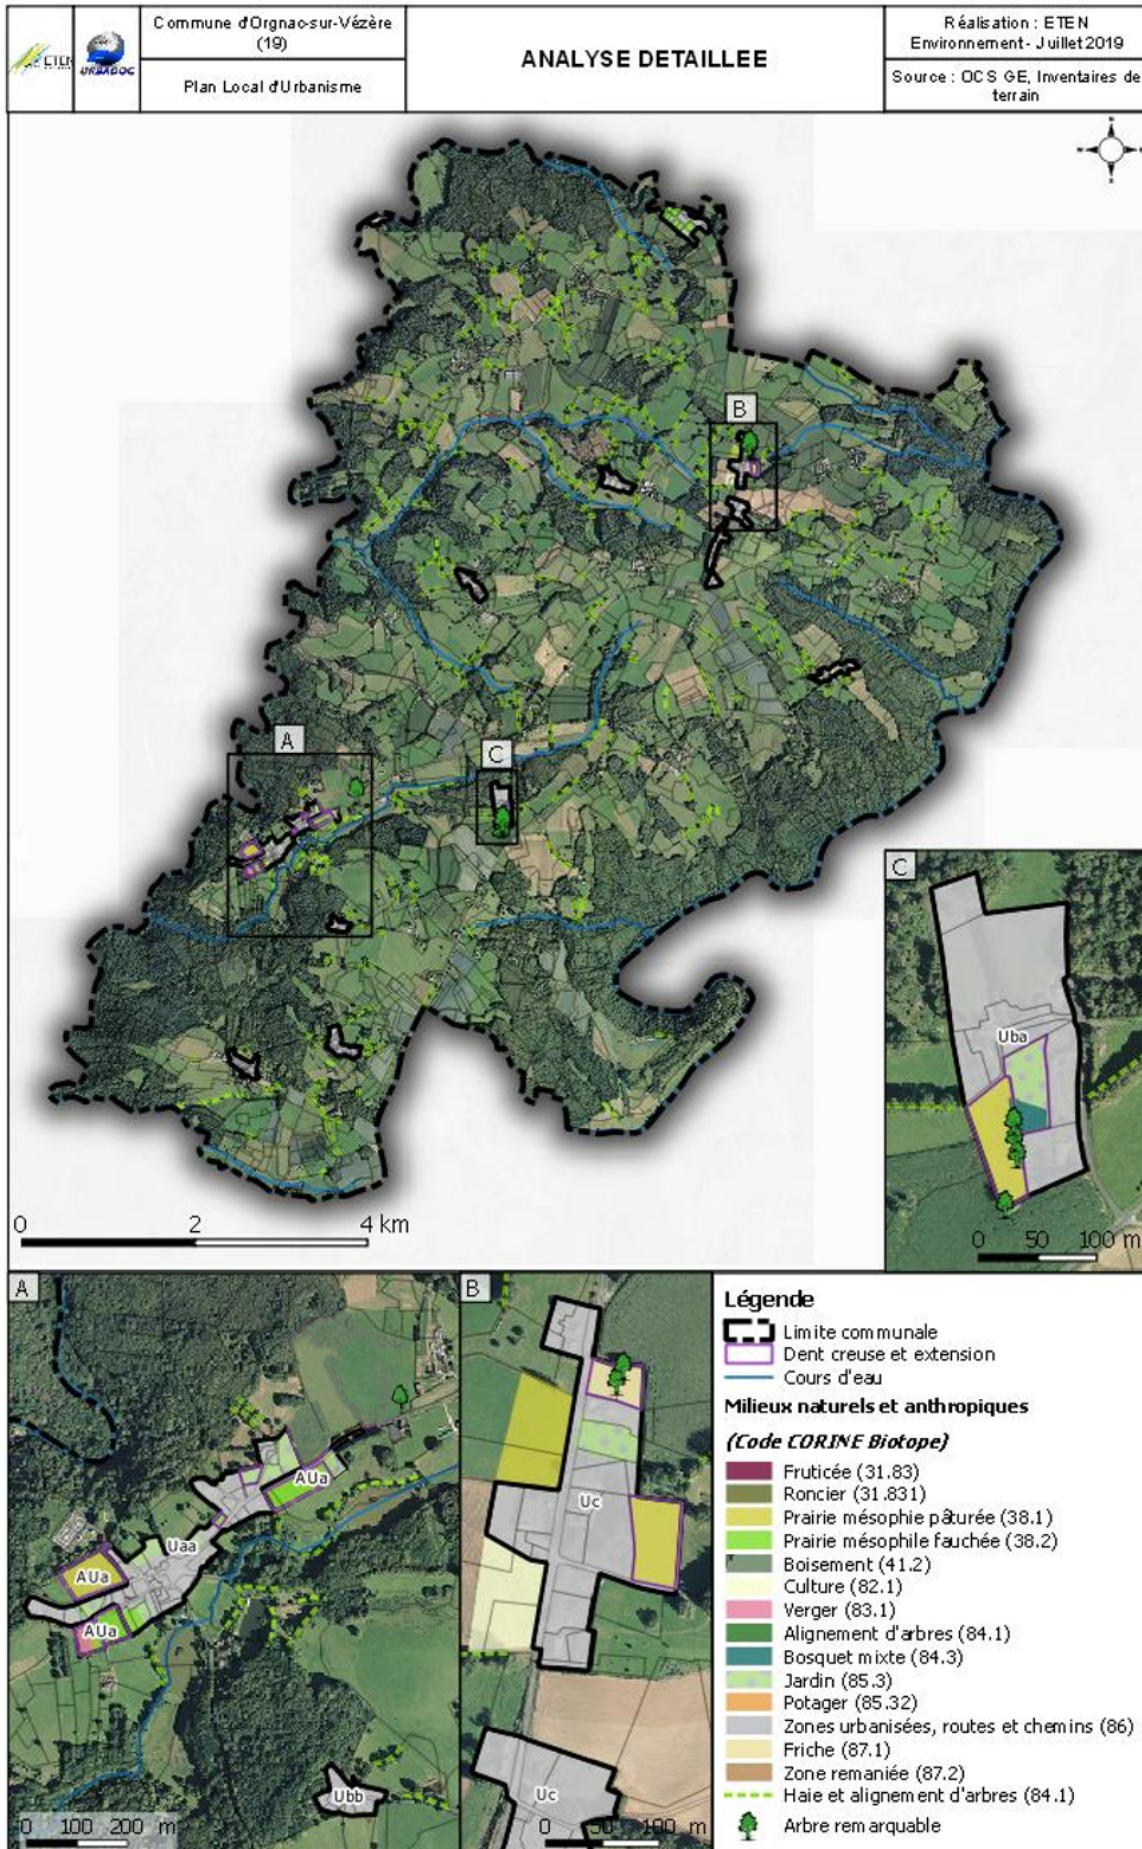 ETEN
URBADOC
Commune d'Orgnac-sur-Vézère
(19)
Plan Local d'Urbanisme
ANALYSE DETAILLEE
Réalisation : ETEN
Environnement - Juillet 2019
Source : OCS GE, Inventaires de
terrain
B
A
C
0 2 4 km
C
Uba
0 50 100 m
A
AUa
Uaa
AUa
AUa
Ubb
0 100 200 m
B
Uc
Uc
0 50 100 m
Légende
Limite communale
Dent creuse et extension
Cours d'eau
Milieux naturels et anthropiques
(Code CORINE Biotope)
Fruticée (31.83)
Roncier (31.831)
Prairie mésophie pâturée (38.1)
Prairie mésophile fauchée (38.2)
Boisement (41.2)
Culture (82.1)
Verger (83.1)
Alignement d'arbres (84.1)
Bosquet mixte (84.3)
Jardin (85.3)
Potager (85.32)
Zones urbanisées, routes et chemins (86)
Friche (87.1)
Zone remaniée (87.2)
Haie et alignement d'arbres (84.1)
Arbre remarquable